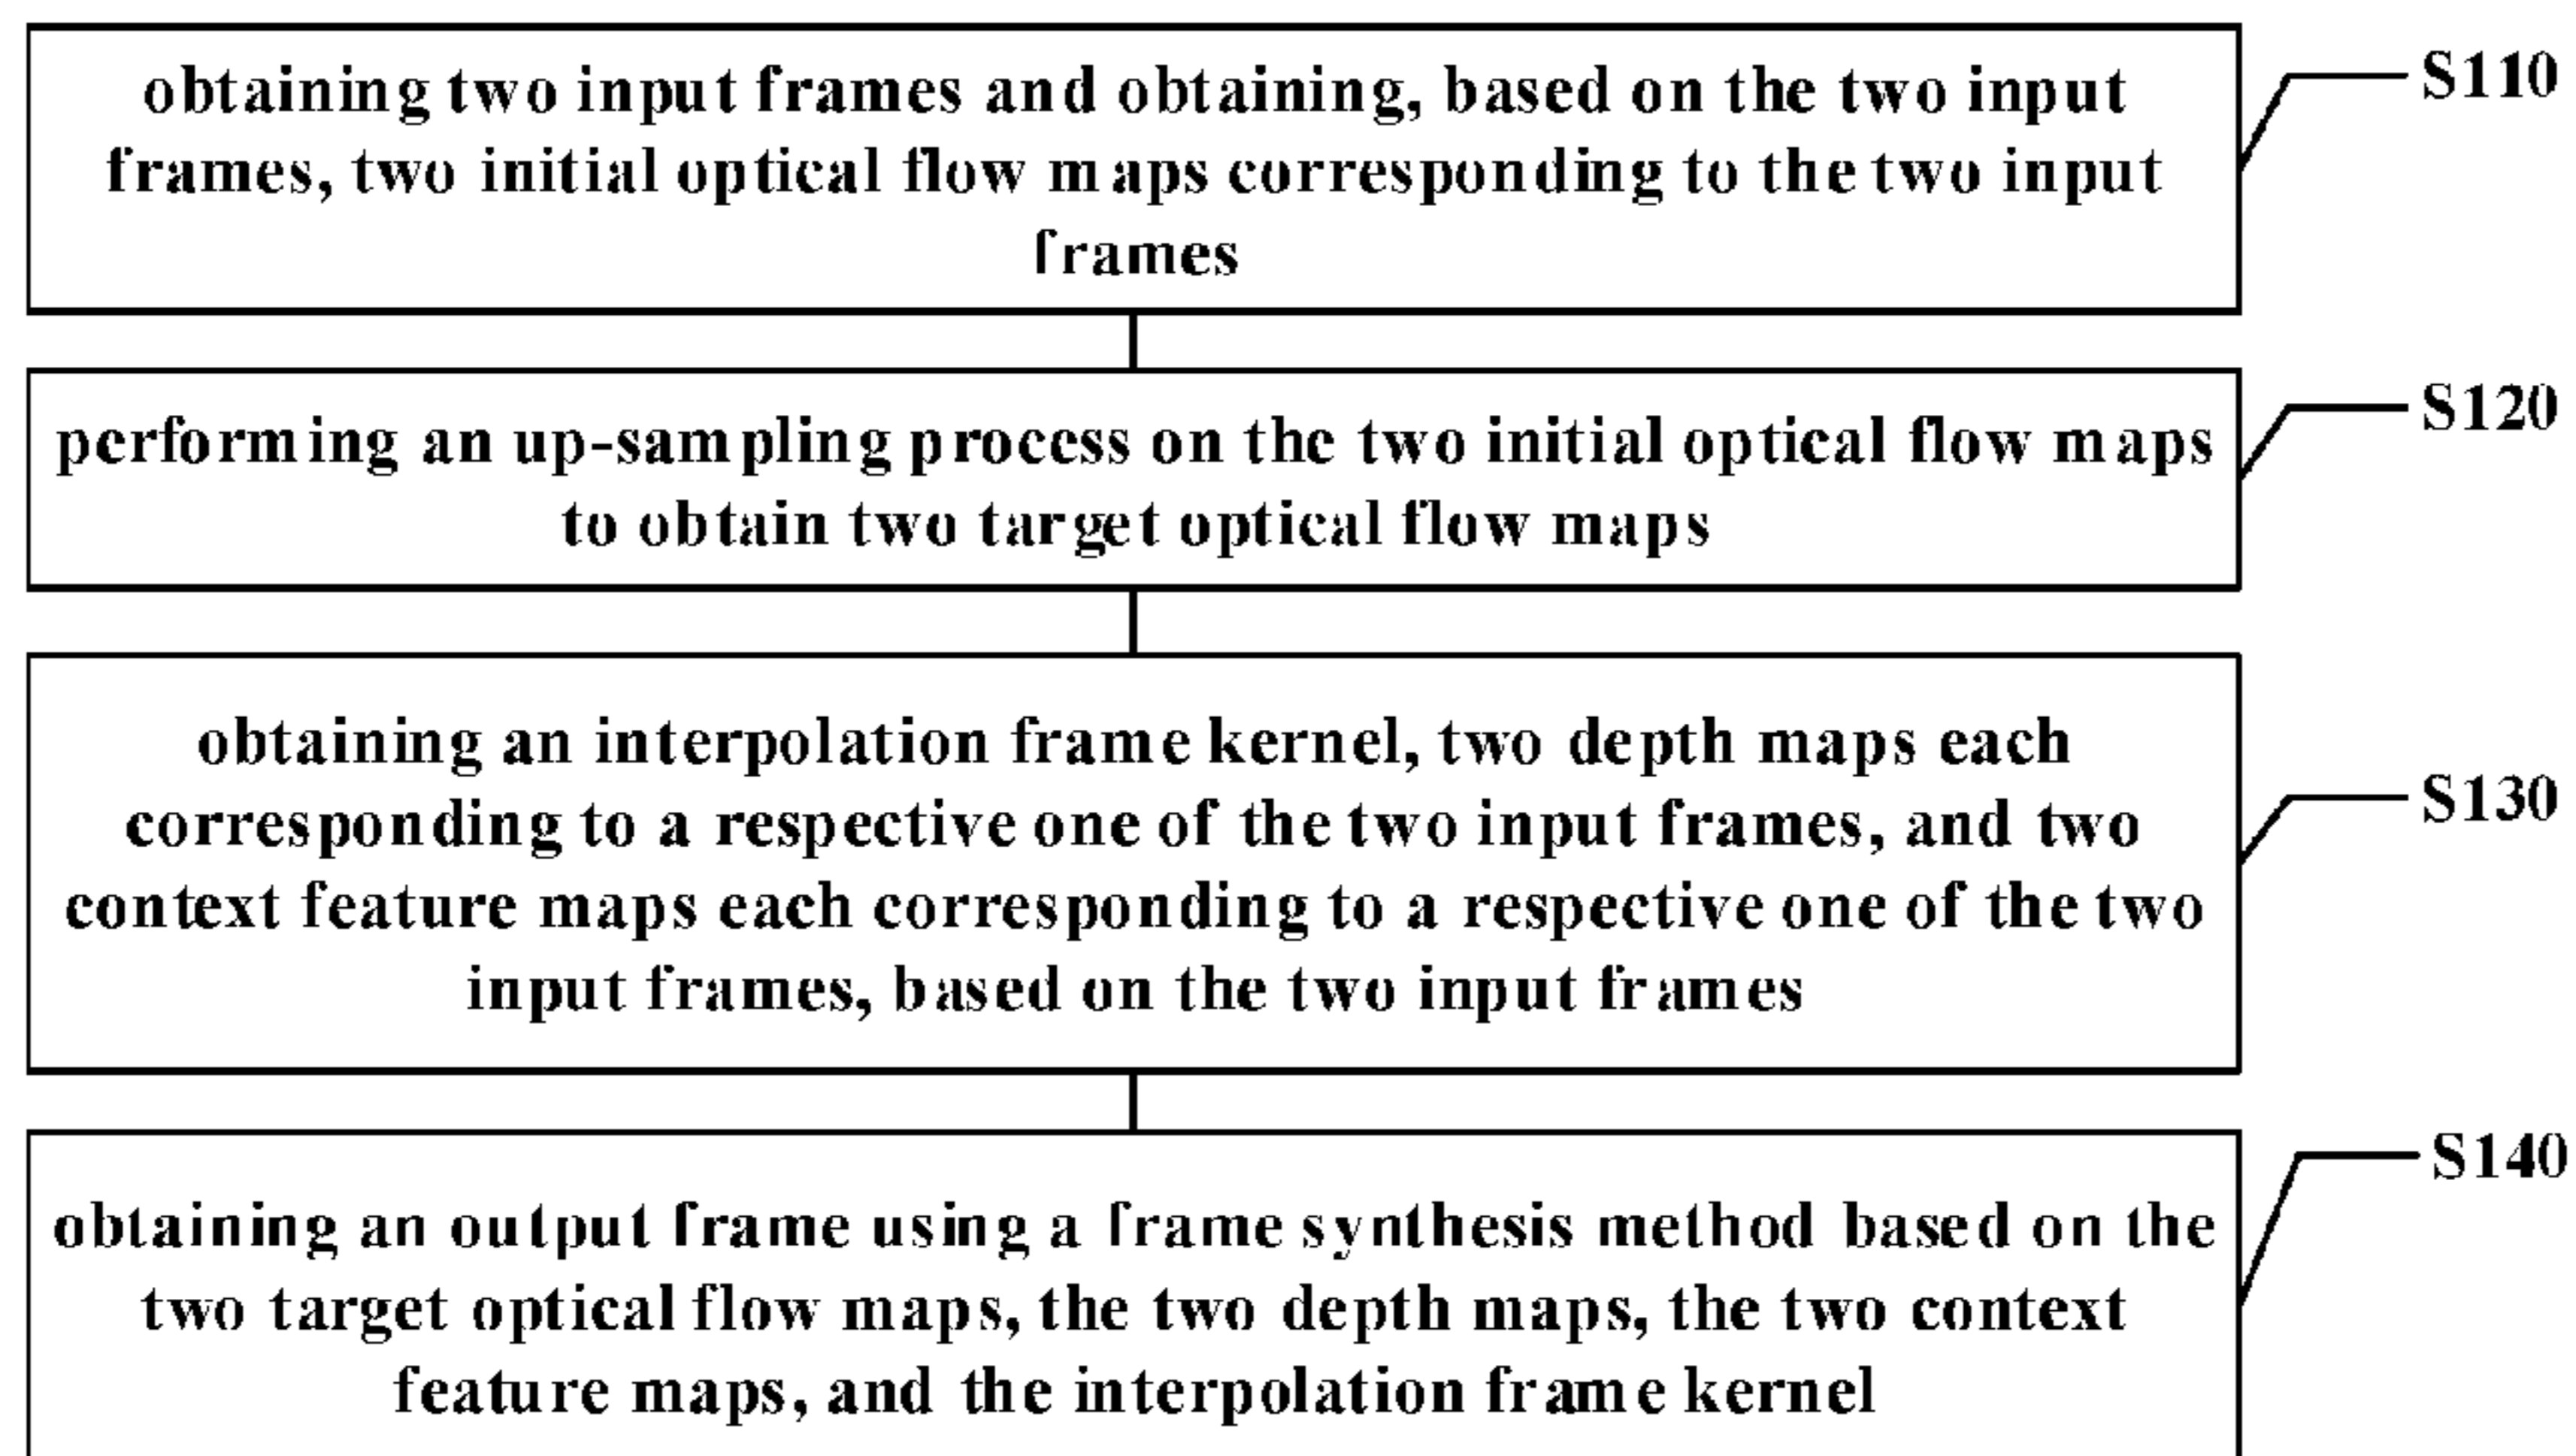 obtaining two input frames and obtaining, based on the two input
frames, two initial optical flow maps corresponding to the two input
frames
S110
performing an up-sampling process on the two initial optical flow maps
to obtain two target optical flow maps
S120
obtaining an interpolation frame kernel, two depth maps each
corresponding to a respective one of the two input frames, and two
context feature maps each corresponding to a respective one of the two
input frames, based on the two input frames
S130
obtaining an output frame using a frame synthesis method based on the
two target optical flow maps, the two depth maps, the two context
feature maps, and the interpolation frame kernel
S140